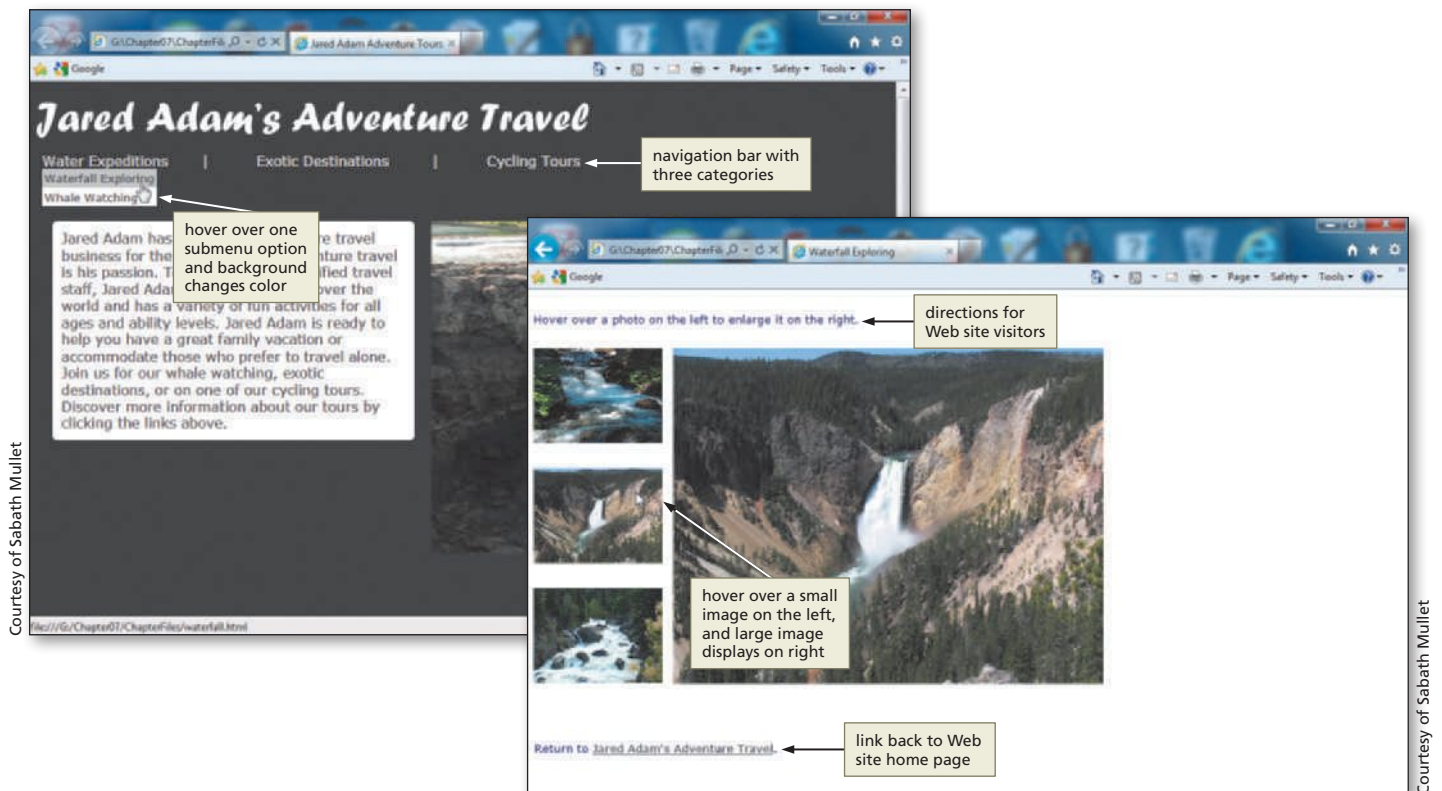 G:\Chapter07\ChapterFil
Jared Adam Adventure Tours
Google
Page
Safety
Tools
Jared Adam's Adventure Travel
Water Expeditions | Exotic Destinations | Cycling Tours
Waterfall Exploring
Whale Watching
navigation bar with
three categories
hover over one
submenu option
and background
changes color
Jared Adam has re travel
business for the nture travel
is his passion. T ified travel
staff, Jared Ada over the
world and has a variety of fun activities for all
ages and ability levels. Jared Adam is ready to
help you have a great family vacation or
accommodate those who prefer to travel alone.
Join us for our whale watching, exotic
destinations, or on one of our cycling tours.
Discover more information about our tours by
clicking the links above.
file:///G:/Chapter07/ChapterFiles/waterfall.html
Courtesy of Sabath Mullet
G:\Chapter07\ChapterFil
Waterfall Exploring
Google
Page
Safety
Tools
Hover over a photo on the left to enlarge it on the right.
directions for
Web site visitors
hover over a small
image on the left,
and large image
displays on right
Return to Jared Adam's Adventure Travel.
link back to Web
site home page
Courtesy of Sabath Mullet